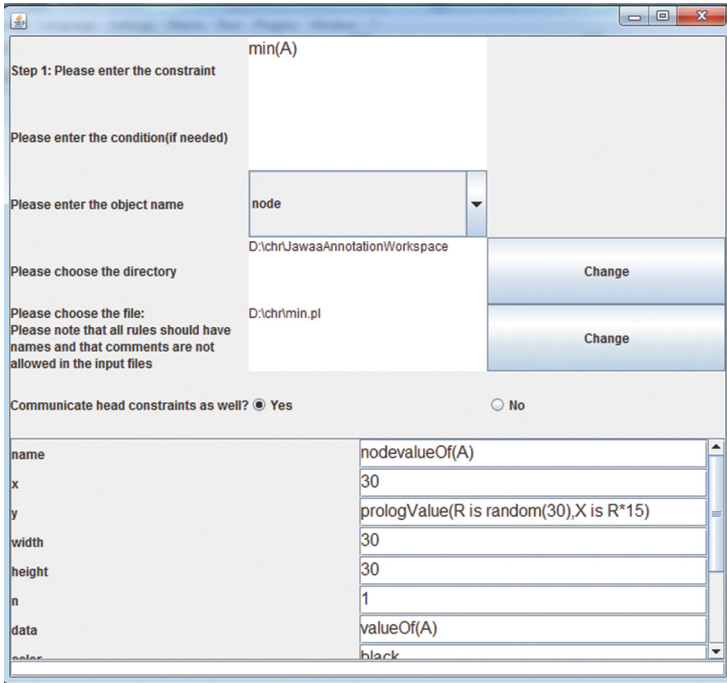 Step 1: Please enter the constraint
min(A)
Please enter the condition(if needed)
Please enter the object name
node
Please choose the directory
D:\chr\JawaaAnnotationWorkspace
Change
Please choose the file:
Please note that all rules should have
names and that comments are not
allowed in the input files
D:\chr\min.pl
Change
Communicate head constraints as well? Yes No
name nodevalueOf(A)
x 30
y prologValue(R is random(30),X is R*15)
width 30
height 30
n 1
data valueOf(A)
color black